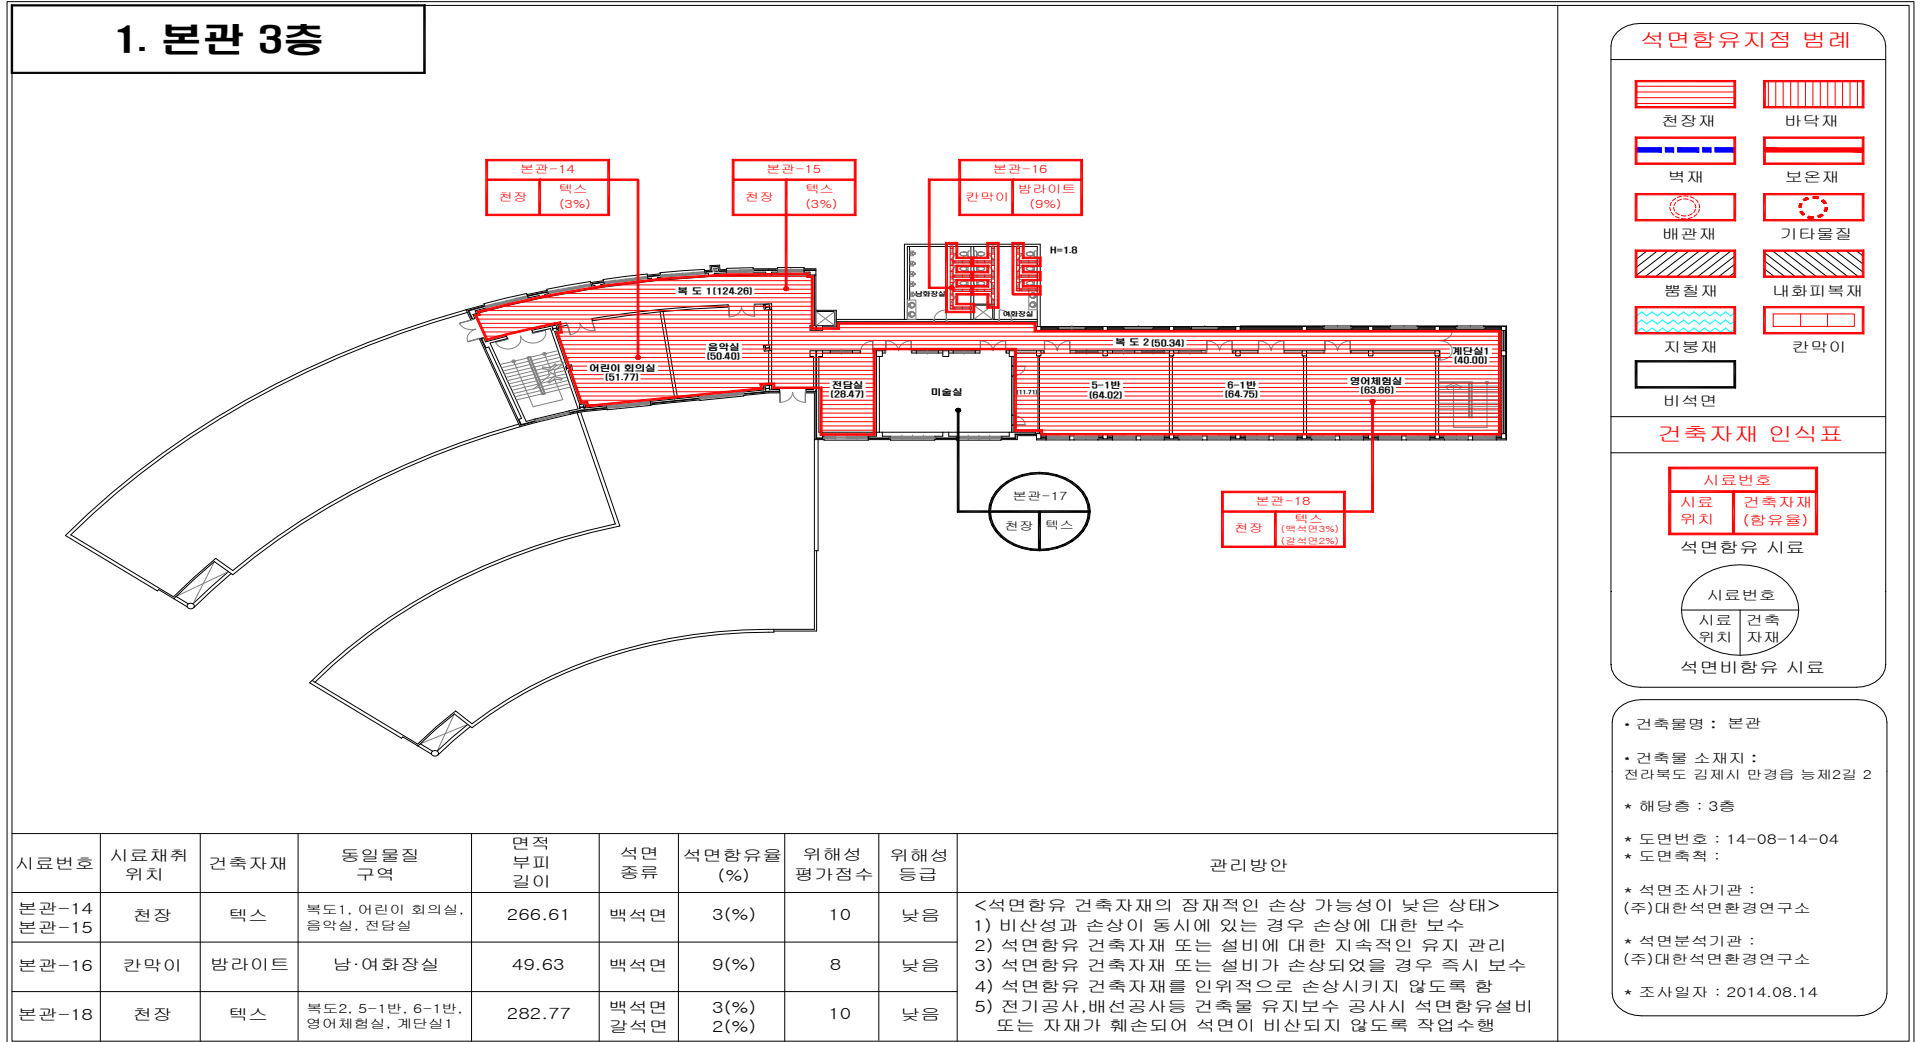 1. 본관 3층
본관-14
천장
텍스
(3%)
본관-15
천장
텍스
(3%)
본관-16
칸막이
밤라이트
(9%)
H=1.8
남화장실
여화장실
복 도 1(124.26)
음악실
(50.40)
어린이 회의실
(51.77)
전담실
(28.47)
미술실
복 도 2(50.34)
5-1반
(64.02)
6-1반
(64.75)
영어체험실
(63.66)
계단실1
(40.00)
본관-17
천장
텍스
본관-18
천장
텍스
(백석면3%)
(갈석면2%)
석면함유지점 범례
천장재
바닥재
벽재
보온재
배관재
기타물질
뿜칠재
내화피복재
지붕재
칸막이
비석면
건축자재 인식표
시료번호
시료
위치
건축자재
(함유율)
석면함유 시료
시료번호
시료
위치
건축
자재
석면비함유 시료
• 건축물명 : 본관
• 건축물 소재지 :
전라북도 김제시 만경읍 능제2길 2
* 해당층 : 3층
* 도면번호 : 14-08-14-04
* 도면축척 :
* 석면조사기관 :
(주)대한석면환경연구소
* 석면분석기관 :
(주)대한석면환경연구소
* 조사일자 : 2014.08.14
시료번호
시료채취
위치
건축자재
동일물질
구역
면적
부피
길이
석면
종류
석면함유율
(%)
위해성
평가점수
위해성
등급
관리방안
본관-14
본관-15
천장
텍스
복도1, 어린이 회의실,
음악실, 전담실
266.61
백석면
3(%)
10
낮음
본관-16
칸막이
밤라이트
남·여화장실
49.63
백석면
9(%)
8
낮음
본관-18
천장
텍스
복도2, 5-1반, 6-1반,
영어체험실, 계단실1
282.77
백석면
갈석면
3(%)
2(%)
10
낮음
<석면함유 건축자재의 잠재적인 손상 가능성이 낮은 상태>
1) 비산성과 손상이 동시에 있는 경우 손상에 대한 보수
2) 석면함유 건축자재 또는 설비에 대한 지속적인 유지 관리
3) 석면함유 건축자재 또는 설비가 손상되었을 경우 즉시 보수
4) 석면함유 건축자재를 인위적으로 손상시키지 않도록 함
5) 전기공사,배선공사등 건축물 유지보수 공사시 석면함유설비
또는 자재가 훼손되어 석면이 비산되지 않도록 작업수행